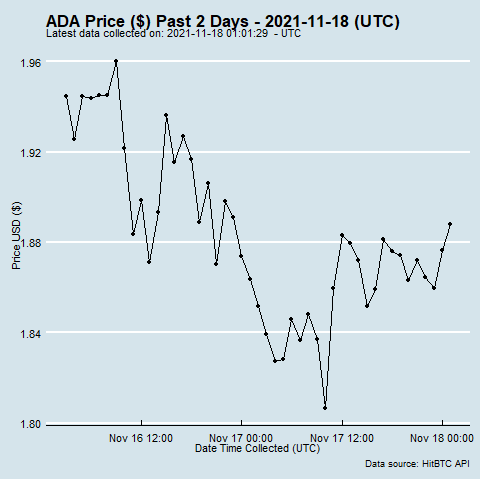 ADA Price ($) Past 2 Days - 2021-11-18 (UTC)
Latest data collected on: 2021-11-18 01:01:29 - UTC
1.96
1.92
1.88
1.84
1.80
Price USD ($)
Nov 16 12:00 Nov 17 00:00 Nov 17 12:00 Nov 18 00:00
Date Time Collected (UTC)
Data source: HitBTC API